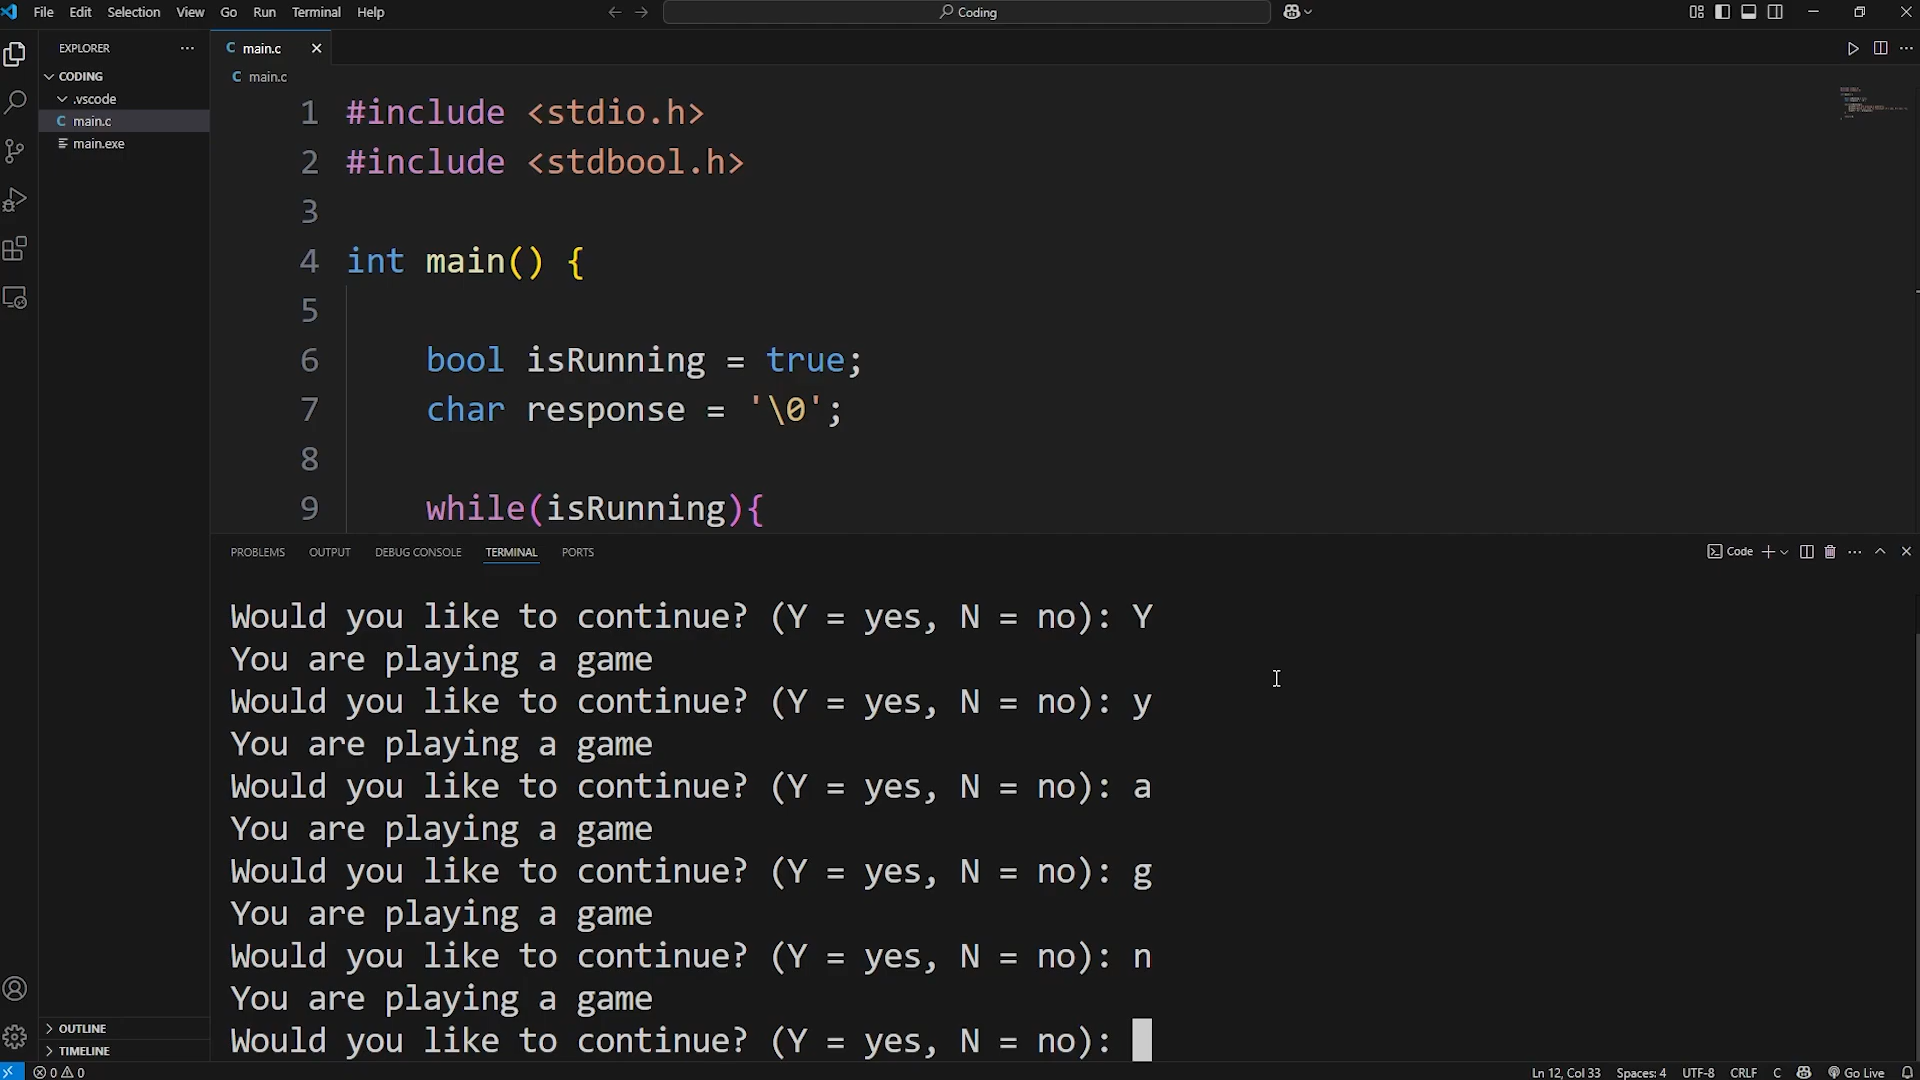 File Edit Selection View Go Run Terminal Help
Coding
EXPLORER
CODING
.vscode
C main.c
main.exe
OUTLINE
TIMELINE
C main.c
C main.c
1 #include <stdio.h>
2 #include <stdbool.h>
3
4 int main() {
5
6 bool isRunning = true;
7 char response = '\0';
8
9 while(isRunning){
PROBLEMS OUTPUT DEBUG CONSOLE TERMINAL PORTS
Code
Would you like to continue? (Y = yes, N = no): Y
You are playing a game
Would you like to continue? (Y = yes, N = no): y
You are playing a game
Would you like to continue? (Y = yes, N = no): a
You are playing a game
Would you like to continue? (Y = yes, N = no): g
You are playing a game
Would you like to continue? (Y = yes, N = no): n
You are playing a game
Would you like to continue? (Y = yes, N = no):
0 0
Ln 12, Col 33 Spaces: 4 UTF-8 CRLF C Go Live